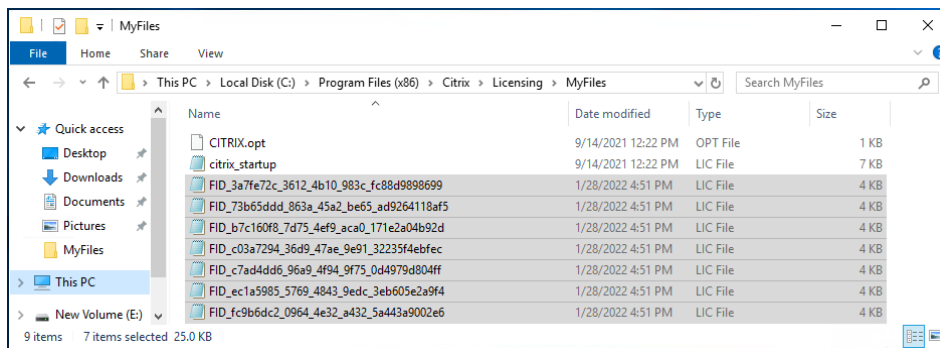 MyFiles
File Home Share View
This PC > Local Disk (C:) > Program Files (x86) > Citrix > Licensing > MyFiles
Search MyFiles
Quick access
Desktop
Downloads
Documents
Pictures
MyFiles
This PC
New Volume (E:)
Name Date modified Type Size
CITRIX.opt 9/14/2021 12:22 PM OPT File 1 KB
citrix_startup 9/14/2021 12:22 PM LIC File 7 KB
FID_3a7fe72c_3612_4b10_983c_fc88d9898699 1/28/2022 4:51 PM LIC File 4 KB
FID_73b65ddd_863a_45a2_be65_ad9264118af5 1/28/2022 4:51 PM LIC File 4 KB
FID_b7c160f8_7d75_4ef9_aca0_171e2a04b92d 1/28/2022 4:51 PM LIC File 4 KB
FID_c03a7294_36d9_47ae_9e91_32235f4ebfec 1/28/2022 4:51 PM LIC File 4 KB
FID_c7ad4dd6_96a9_4f94_9f75_0d4979d804ff 1/28/2022 4:51 PM LIC File 4 KB
FID_ec1a5985_5769_4843_9edc_3eb605e2a9f4 1/28/2022 4:51 PM LIC File 4 KB
FID_fc9b6dc2_0964_4e32_a432_5a443a9002e6 1/28/2022 4:51 PM LIC File 4 KB
9 items 7 items selected 25.0 KB